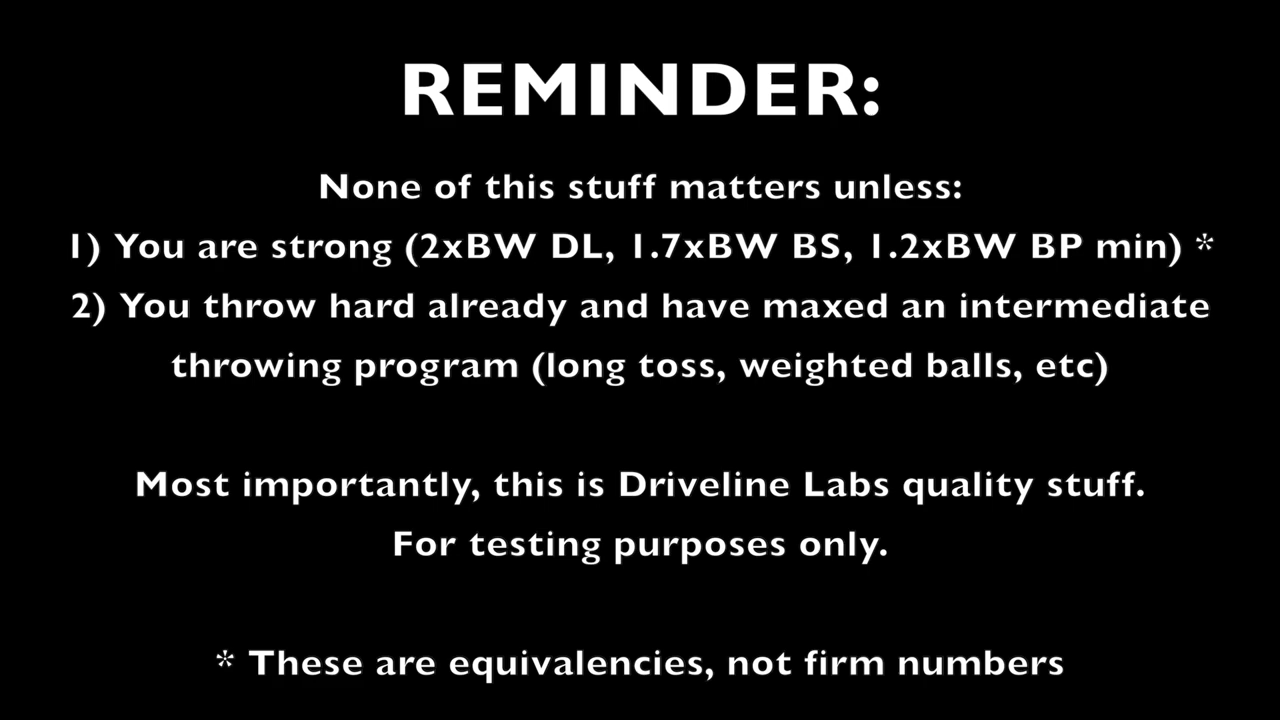 REMINDER:
None of this stuff matters unless:
1) You are strong (2xBW DL, 1.7xBW BS, 1.2xBW BP min) *
2) You throw hard already and have maxed an intermediate
throwing program (long toss, weighted balls, etc)
Most importantly, this is Driveline Labs quality stuff.
For testing purposes only.
* These are equivalencies, not firm numbers